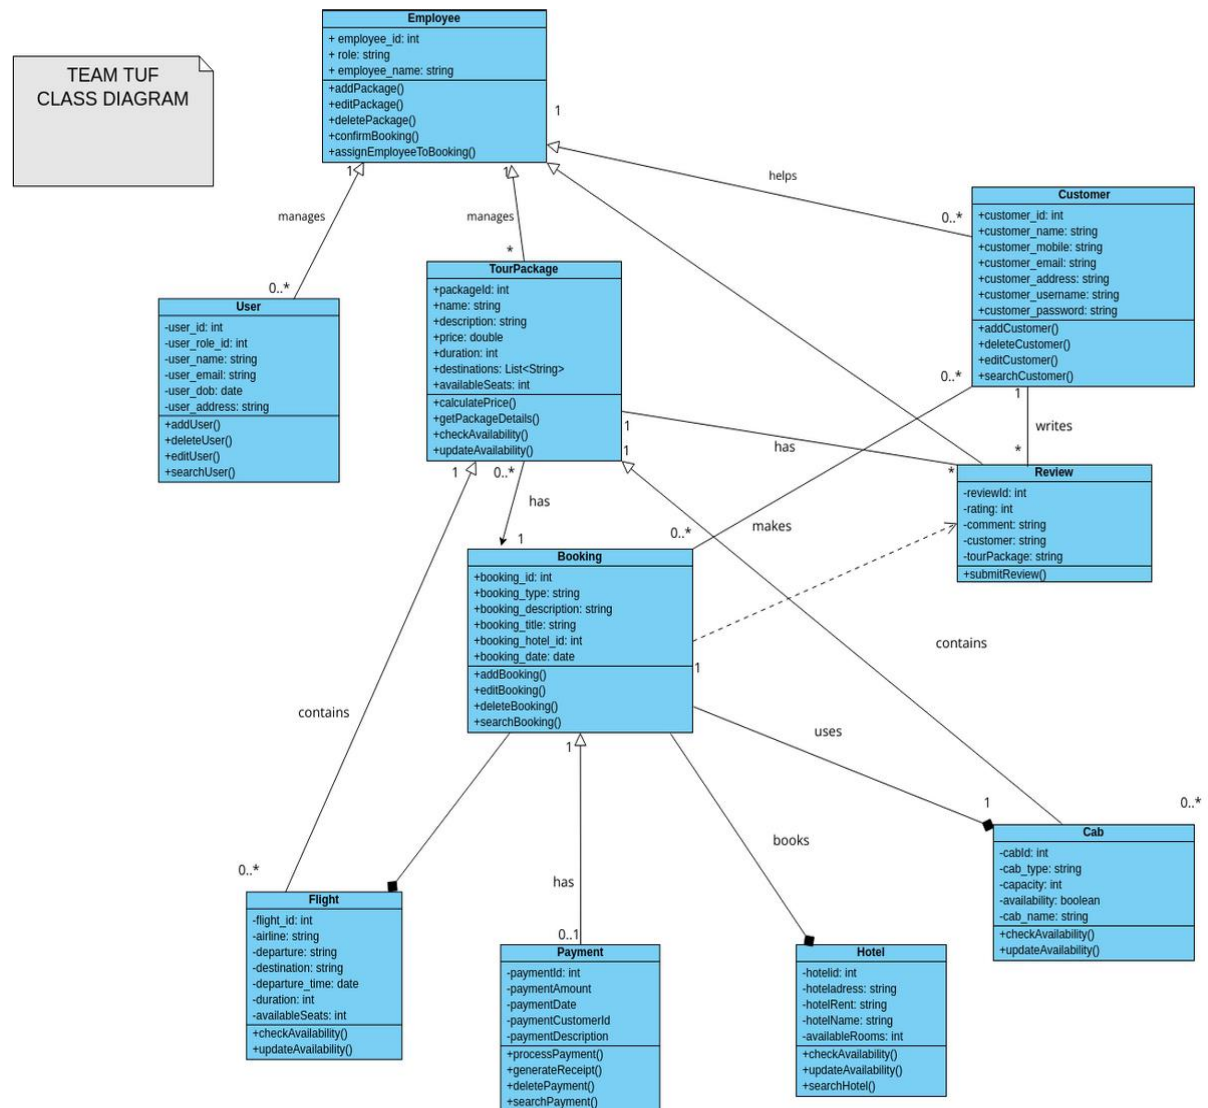 TEAM TUF
CLASS DIAGRAM
Employee
+ employee_id: int
+ role: string
+ employee_name: string
+addPackage()
+editPackage()
+deletePackage()
+confirmBooking()
+assignEmployeeToBooking()
1
1
1
helps
manages
manages
0..*
*
0..*
Customer
+customer_id: int
+customer_name: string
+customer_mobile: string
+customer_email: string
+customer_address: string
+customer_username: string
+customer_password: string
+addCustomer()
+deleteCustomer()
+editCustomer()
+searchCustomer()
TourPackage
+packageId: int
+name: string
+description: string
+price: double
+duration: int
+destinations: List<String>
+availableSeats: int
+calculatePrice()
+getPackageDetails()
+checkAvailability()
+updateAvailability()
User
-user_id: int
-user_role_id: int
-user_name: string
-user_email: string
-user_dob: date
-user_address: string
+addUser()
+deleteUser()
+editUser()
+searchUser()
0..*
1
writes
*
1
has
*
1
1
0..*
has
1
makes
0..*
Review
-reviewId: int
-rating: int
-comment: string
-customer: string
-tourPackage: string
+submitReview()
Booking
+booking_id: int
+booking_type: string
+booking_description: string
+booking_title: string
+booking_hotel_id: int
+booking_date: date
+addBooking()
+editBooking()
+deleteBooking()
+searchBooking()
1
contains
contains
uses
1
1
0..*
books
0..*
has
0..1
Cab
-cabId: int
-cab_type: string
-capacity: int
-availability: boolean
-cab_name: string
+checkAvailability()
+updateAvailability()
Flight
-flight_id: int
-airline: string
-departure: string
-destination: string
-departure_time: date
-duration: int
-availableSeats: int
+checkAvailability()
+updateAvailability()
Payment
-paymentId: int
-paymentAmount
-paymentDate
-paymentCustomerId
-paymentDescription
+processPayment()
+generateReceipt()
+deletePayment()
+searchPayment()
Hotel
-hotelid: int
-hoteladress: string
-hotelRent: string
-hotelName: string
-availableRooms: int
+checkAvailability()
+updateAvailability()
+searchHotel()